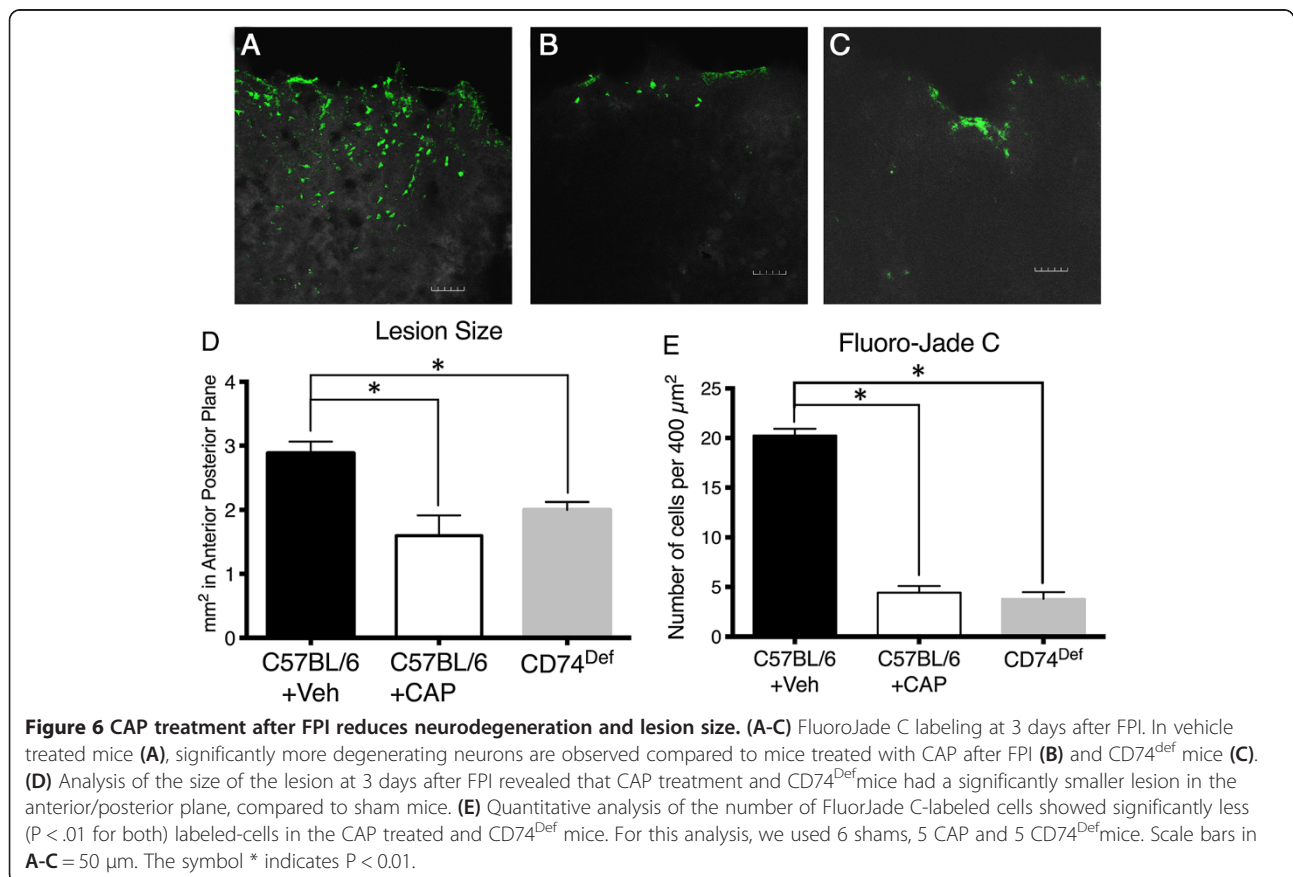 A
B
C
D
Lesion Size
mm² in Anterior Posterior Plane
4
3
2
1
0
*
*
C57BL/6
+Veh
C57BL/6
+CAP
CD74ᴰᵉᶠ
E
Fluoro-Jade C
Number of cells per 400 µm²
25
20
15
10
5
0
*
*
C57BL/6
+Veh
C57BL/6
+CAP
CD74ᴰᵉᶠ
Figure 6 CAP treatment after FPI reduces neurodegeneration and lesion size. (A-C) FluoroJade C labeling at 3 days after FPI. In vehicle
treated mice (A), significantly more degenerating neurons are observed compared to mice treated with CAP after FPI (B) and CD74ᵈᵉᶠ mice (C).
(D) Analysis of the size of the lesion at 3 days after FPI revealed that CAP treatment and CD74ᴰᵉᶠmice had a significantly smaller lesion in the
anterior/posterior plane, compared to sham mice. (E) Quantitative analysis of the number of FluorJade C-labeled cells showed significantly less
(P < .01 for both) labeled-cells in the CAP treated and CD74ᴰᵉᶠ mice. For this analysis, we used 6 shams, 5 CAP and 5 CD74ᴰᵉᶠmice. Scale bars in
A-C = 50 µm. The symbol * indicates P < 0.01.